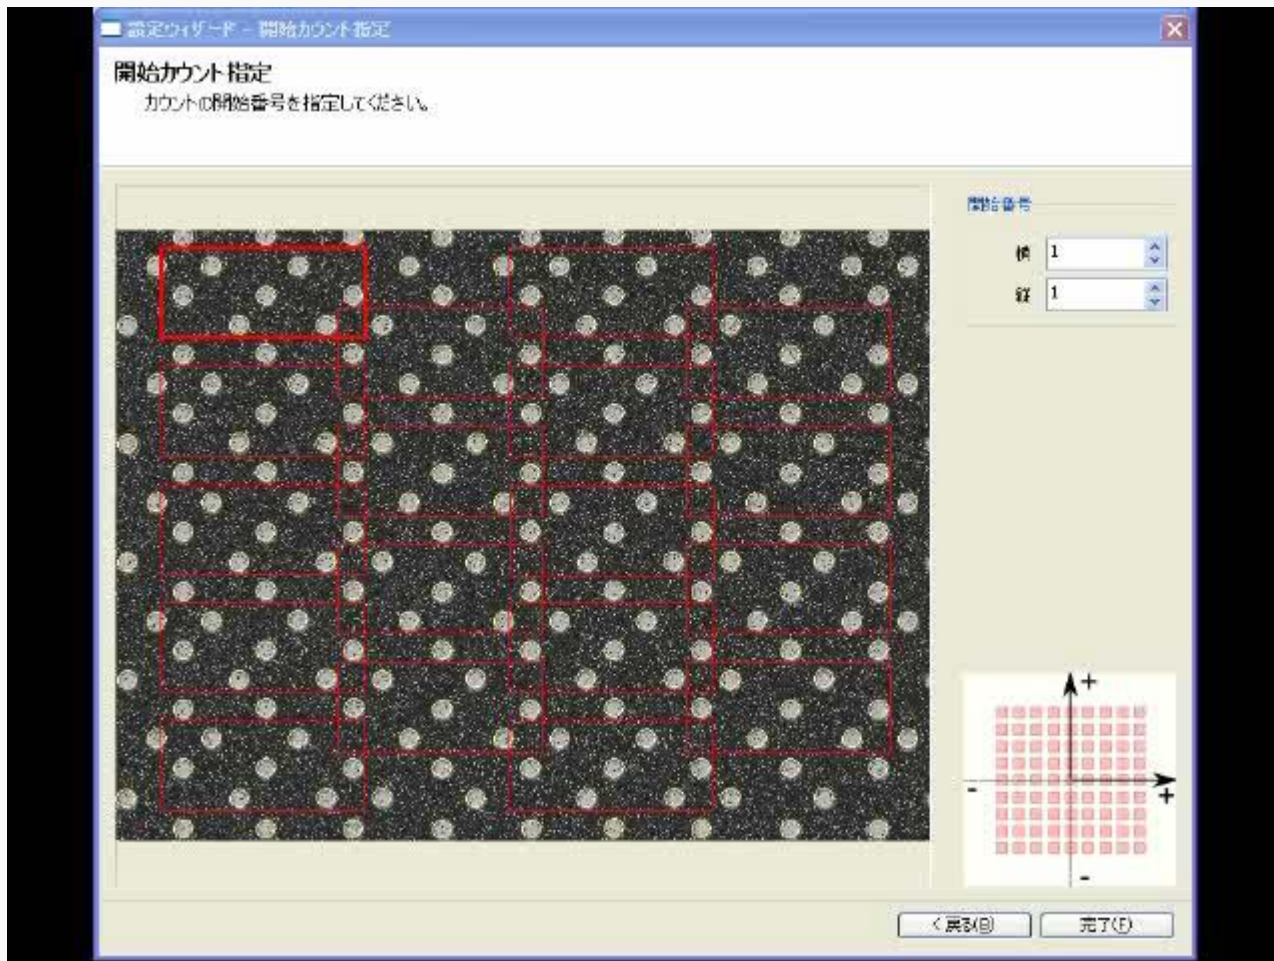 設定ウィザード - 開始カウント指定
開始カウント指定
カウントの開始番号を指定してください。
開始番号
横 1
縦 1
+
- +
-
< 戻る(B) 完了(F)